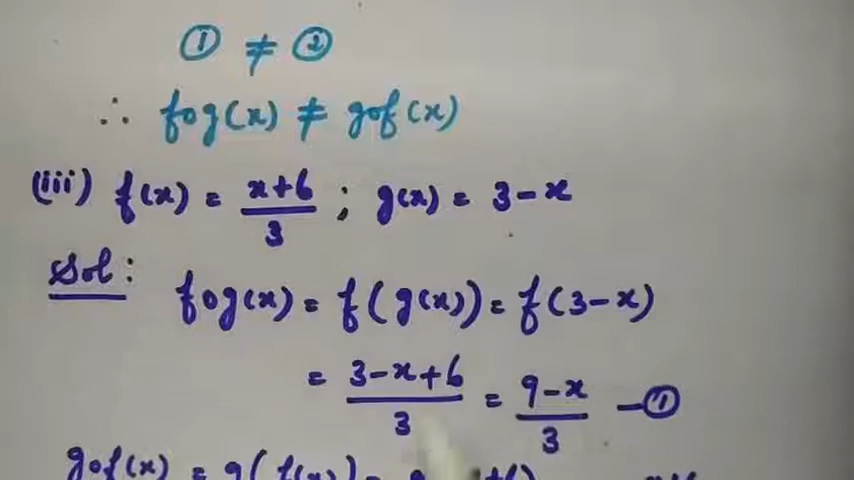 ① ≠ ②
∴ fog(x) ≠ gof(x)
(iii) f(x) = x+6/3 ; g(x) = 3-x
Sol: fog(x) = f(g(x)) = f(3-x)
= 3-x+6/3 = 9-x/3 —①
gof(x) = g(f(x)) =